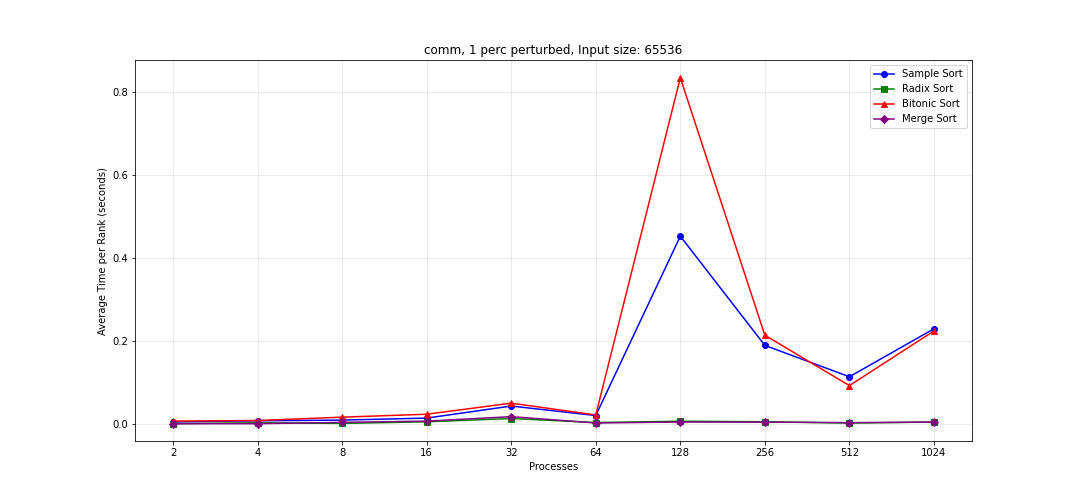 comm, 1 perc perturbed, Input size: 65536
Sample Sort
Radix Sort
Bitonic Sort
Merge Sort
Average Time per Rank (seconds)
0.8
0.6
0.4
0.2
0.0
2 4 8 16 32 64 128 256 512 1024
Processes